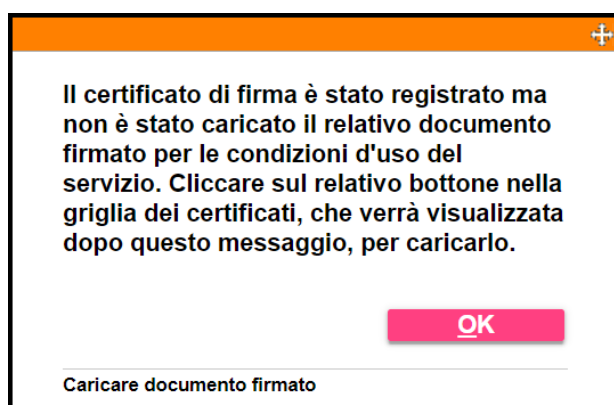 Il certificato di firma è stato registrato ma
non è stato caricato il relativo documento
firmato per le condizioni d'uso del
servizio. Cliccare sul relativo bottone nella
griglia dei certificati, che verrà visualizzata
dopo questo messaggio, per caricarlo.
OK
Caricare documento firmato